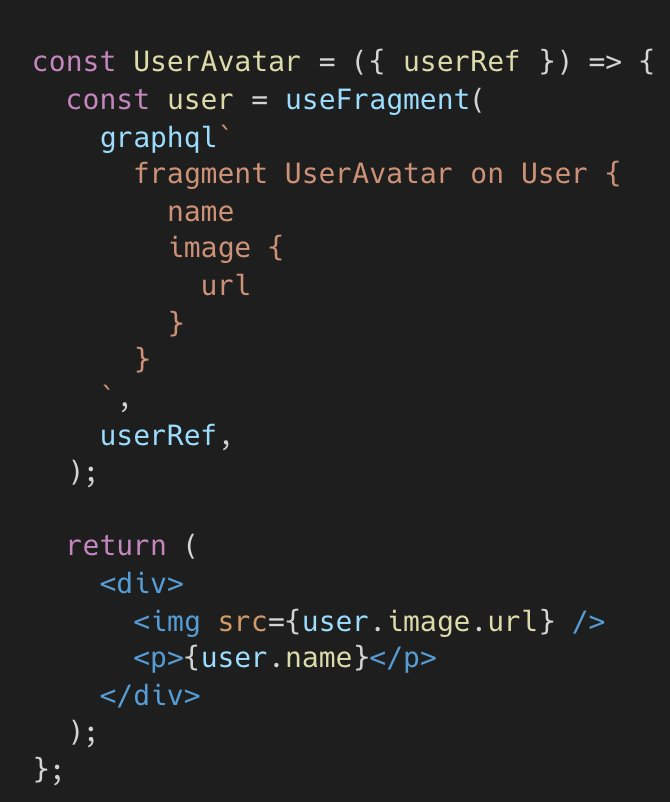 const UserAvatar = ({ userRef }) => {
  const user = useFragment(
    graphql`
      fragment UserAvatar on User {
        name
        image {
          url
        }
      }
    `,
    userRef,
  );

  return (
    <div>
      <img src={user.image.url} />
      <p>{user.name}</p>
    </div>
  );
};